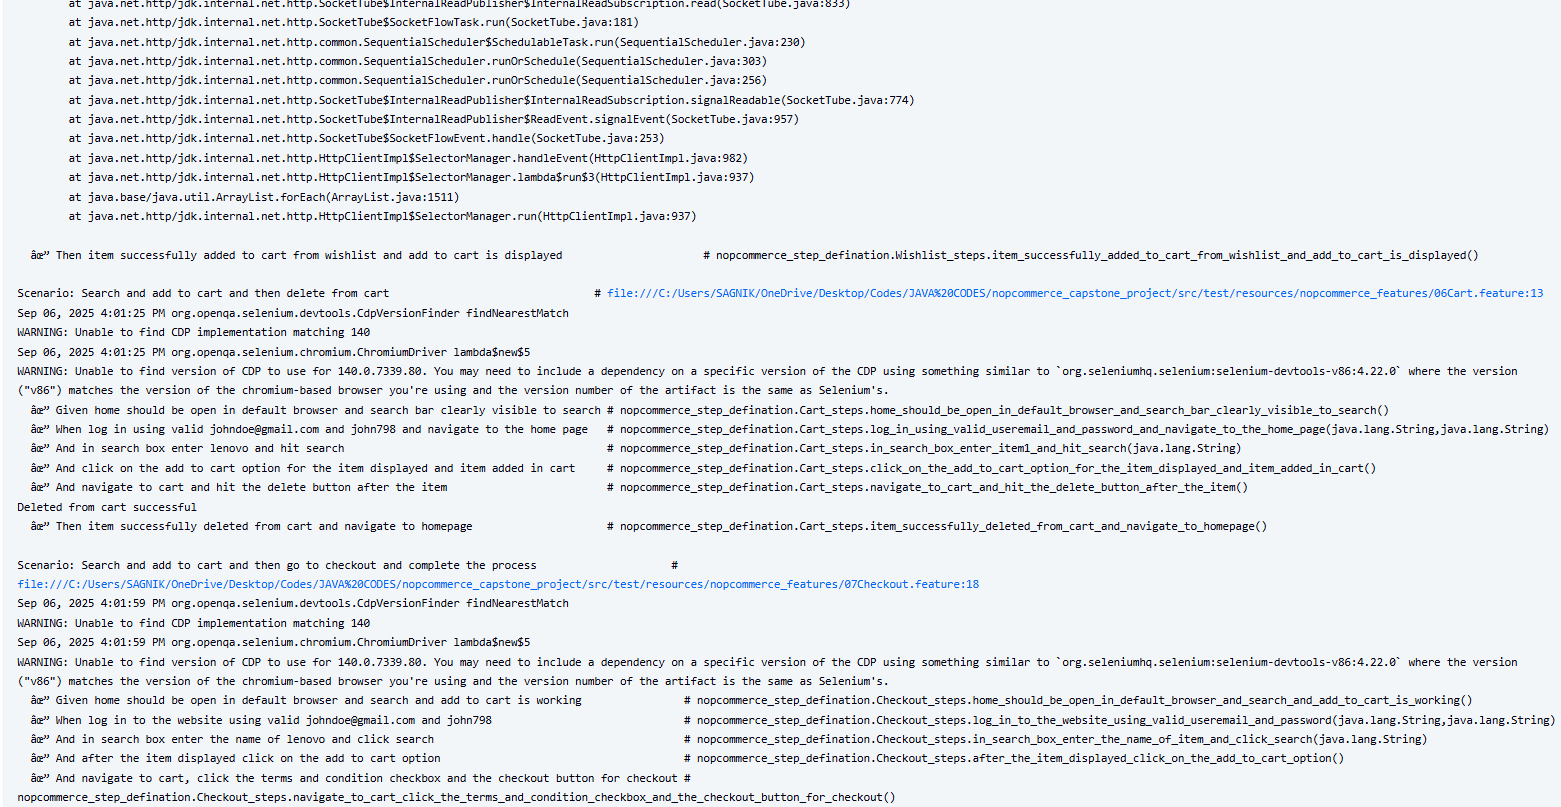 at java.net.http/jdk.internal.net.http.SocketTube$InternalReadPublisher$InternalReadSubscription.read(SocketTube.java:833)
at java.net.http/jdk.internal.net.http.SocketTube$SocketFlowTask.run(SocketTube.java:181)
at java.net.http/jdk.internal.net.http.common.SequentialScheduler$SchedulableTask.run(SequentialScheduler.java:230)
at java.net.http/jdk.internal.net.http.common.SequentialScheduler.runOrSchedule(SequentialScheduler.java:303)
at java.net.http/jdk.internal.net.http.common.SequentialScheduler.runOrSchedule(SequentialScheduler.java:256)
at java.net.http/jdk.internal.net.http.SocketTube$InternalReadPublisher$InternalReadSubscription.signalReadable(SocketTube.java:774)
at java.net.http/jdk.internal.net.http.SocketTube$InternalReadPublisher$ReadEvent.signalEvent(SocketTube.java:957)
at java.net.http/jdk.internal.net.http.SocketTube$SocketFlowEvent.handle(SocketTube.java:253)
at java.net.http/jdk.internal.net.http.HttpClientImpl$SelectorManager.handleEvent(HttpClientImpl.java:982)
at java.net.http/jdk.internal.net.http.HttpClientImpl$SelectorManager.lambda$run$3(HttpClientImpl.java:937)
at java.base/java.util.ArrayList.forEach(ArrayList.java:1511)
at java.net.http/jdk.internal.net.http.HttpClientImpl$SelectorManager.run(HttpClientImpl.java:937)
âœ” Then item successfully added to cart from wishlist and add to cart is displayed # nopcommerce_step_defination.Wishlist_steps.item_successfully_added_to_cart_from_wishlist_and_add_to_cart_is_displayed()
Scenario: Search and add to cart and then delete from cart # file:///C:/Users/SAGNIK/OneDrive/Desktop/Codes/JAVA%20CODES/nopcommerce_capstone_project/src/test/resources/nopcommerce_features/06Cart.feature:13
Sep 06, 2025 4:01:25 PM org.openqa.selenium.devtools.CdpVersionFinder findNearestMatch
WARNING: Unable to find CDP implementation matching 140
Sep 06, 2025 4:01:25 PM org.openqa.selenium.chromium.ChromiumDriver lambda$new$5
WARNING: Unable to find version of CDP to use for 140.0.7339.80. You may need to include a dependency on a specific version of the CDP using something similar to `org.seleniumhq.selenium:selenium-devtools-v86:4.22.0` where the version
("v86") matches the version of the chromium-based browser you're using and the version number of the artifact is the same as Selenium's.
âœ” Given home should be open in default browser and search bar clearly visible to search # nopcommerce_step_defination.Cart_steps.home_should_be_open_in_default_browser_and_search_bar_clearly_visible_to_search()
âœ” When log in using valid johndoe@gmail.com and john798 and navigate to the home page # nopcommerce_step_defination.Cart_steps.log_in_using_valid_useremail_and_password_and_navigate_to_the_home_page(java.lang.String,java.lang.String)
âœ” And in search box enter lenovo and hit search # nopcommerce_step_defination.Cart_steps.in_search_box_enter_item1_and_hit_search(java.lang.String)
âœ” And click on the add to cart option for the item displayed and item added in cart # nopcommerce_step_defination.Cart_steps.click_on_the_add_to_cart_option_for_the_item_displayed_and_item_added_in_cart()
âœ” And navigate to cart and hit the delete button after the item # nopcommerce_step_defination.Cart_steps.navigate_to_cart_and_hit_the_delete_button_after_the_item()
Deleted from cart successful
âœ” Then item successfully deleted from cart and navigate to homepage # nopcommerce_step_defination.Cart_steps.item_successfully_deleted_from_cart_and_navigate_to_homepage()
Scenario: Search and add to cart and then go to checkout and complete the process #
file:///C:/Users/SAGNIK/OneDrive/Desktop/Codes/JAVA%20CODES/nopcommerce_capstone_project/src/test/resources/nopcommerce_features/07Checkout.feature:18
Sep 06, 2025 4:01:59 PM org.openqa.selenium.devtools.CdpVersionFinder findNearestMatch
WARNING: Unable to find CDP implementation matching 140
Sep 06, 2025 4:01:59 PM org.openqa.selenium.chromium.ChromiumDriver lambda$new$5
WARNING: Unable to find version of CDP to use for 140.0.7339.80. You may need to include a dependency on a specific version of the CDP using something similar to `org.seleniumhq.selenium:selenium-devtools-v86:4.22.0` where the version
("v86") matches the version of the chromium-based browser you're using and the version number of the artifact is the same as Selenium's.
âœ” Given home should be open in default browser and search and add to cart is working # nopcommerce_step_defination.Checkout_steps.home_should_be_open_in_default_browser_and_search_and_add_to_cart_is_working()
âœ” When log in to the website using valid johndoe@gmail.com and john798 # nopcommerce_step_defination.Checkout_steps.log_in_to_the_website_using_valid_useremail_and_password(java.lang.String,java.lang.String)
âœ” And in search box enter the name of lenovo and click search # nopcommerce_step_defination.Checkout_steps.in_search_box_enter_the_name_of_item_and_click_search(java.lang.String)
âœ” And after the item displayed click on the add to cart option # nopcommerce_step_defination.Checkout_steps.after_the_item_displayed_click_on_the_add_to_cart_option()
âœ” And navigate to cart, click the terms and condition checkbox and the checkout button for checkout #
nopcommerce_step_defination.Checkout_steps.navigate_to_cart_click_the_terms_and_condition_checkbox_and_the_checkout_button_for_checkout()